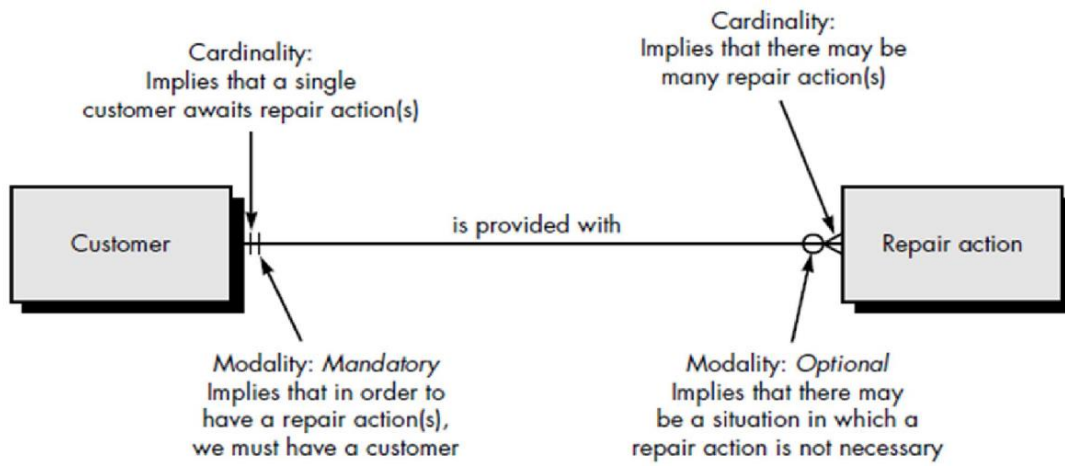 Cardinality:
Implies that a single
customer awaits repair action(s)
Cardinality:
Implies that there may be
many repair action(s)
Customer
is provided with
Repair action
Modality: Mandatory
Implies that in order to
have a repair action(s),
we must have a customer
Modality: Optional
Implies that there may
be a situation in which a
repair action is not necessary